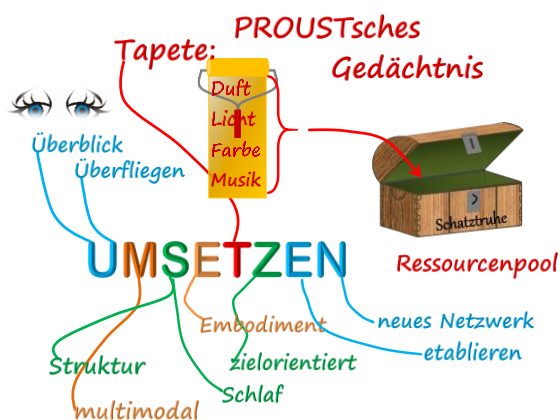 PROUSTsches
Gedächtnis
Tapete:
Duft
Licht
Farbe
Musik
Überblick
Überfliegen
Schatztruhe
Ressourcenpool
UMSETZEN
Embodiment
neues Netzwerk
etablieren
Struktur
zielorientiert
Schlaf
multimodal